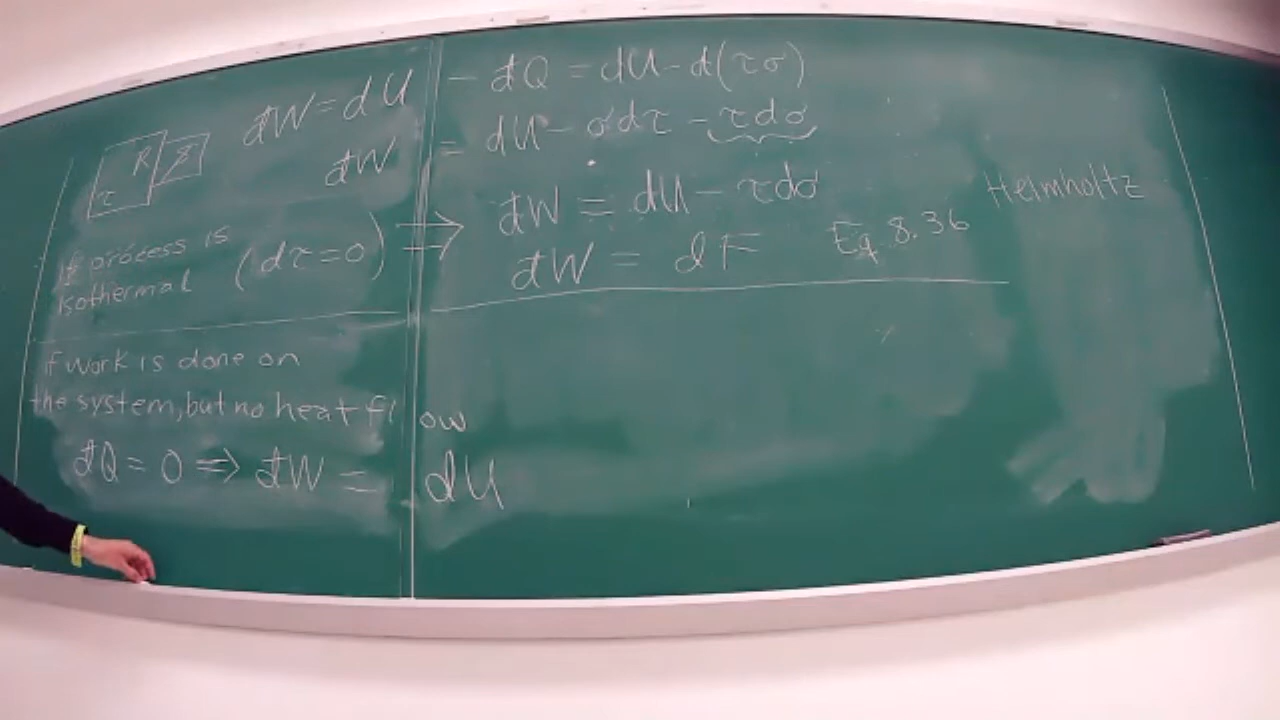 đW = dU - đQ = dU - d(τσ)
đW = dU - σdτ - τdσ
R S
τ
If process is
isothermal (dτ=0) ⇒ đW = dU - τdσ
đW = dF Eq 8.36 Helmholtz
if work is done on
the system, but no heat flow
đQ = 0 ⇒ đW = dU